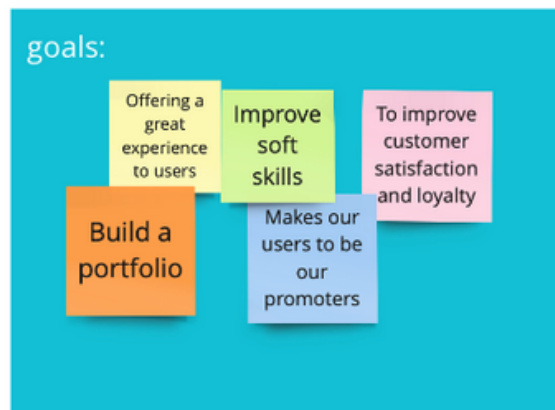 goals:
Offering a
great
experience
to users
Improve
soft
skills
To improve
customer
satisfaction
and loyalty
Build a
portfolio
Makes our
users to be
our
promoters